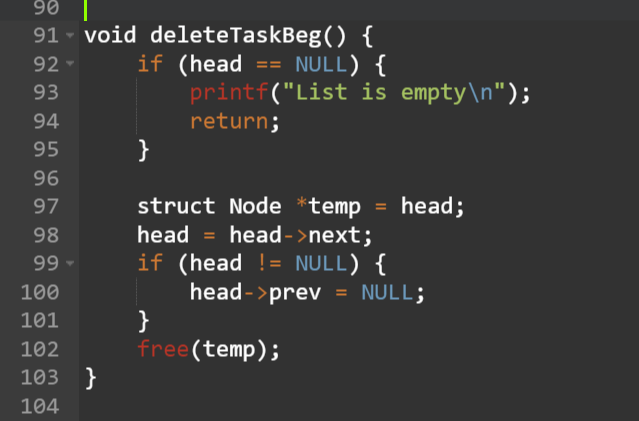 90
91 void deleteTaskBeg() {
92     if (head == NULL) {
93         printf("List is empty\n");
94         return;
95     }
96
97     struct Node *temp = head;
98     head = head->next;
99     if (head != NULL) {
100         head->prev = NULL;
101     }
102     free(temp);
103 }
104